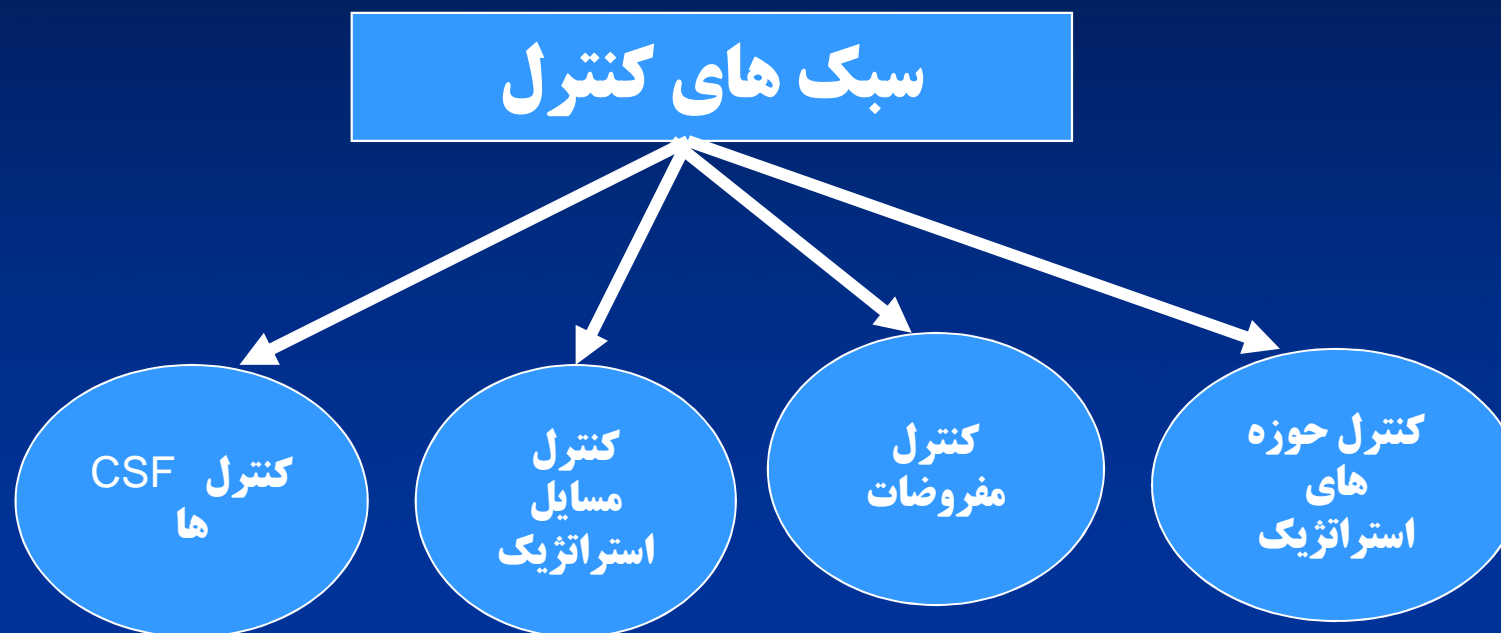 سبک های کنترل
کنترل حوزه
های
استراتژیک
کنترل
مفروضات
کنترل
مسایل
استراتژیک
کنترل CSF
ها